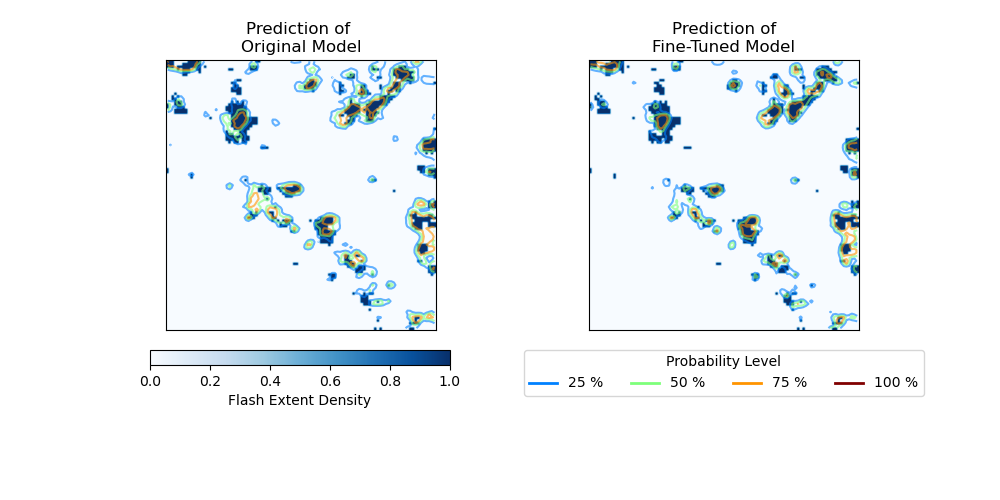 Prediction of
Original Model
Prediction of
Fine-Tuned Model
0.0 0.2 0.4 0.6 0.8 1.0
Flash Extent Density
Probability Level
25 % 50 % 75 % 100 %